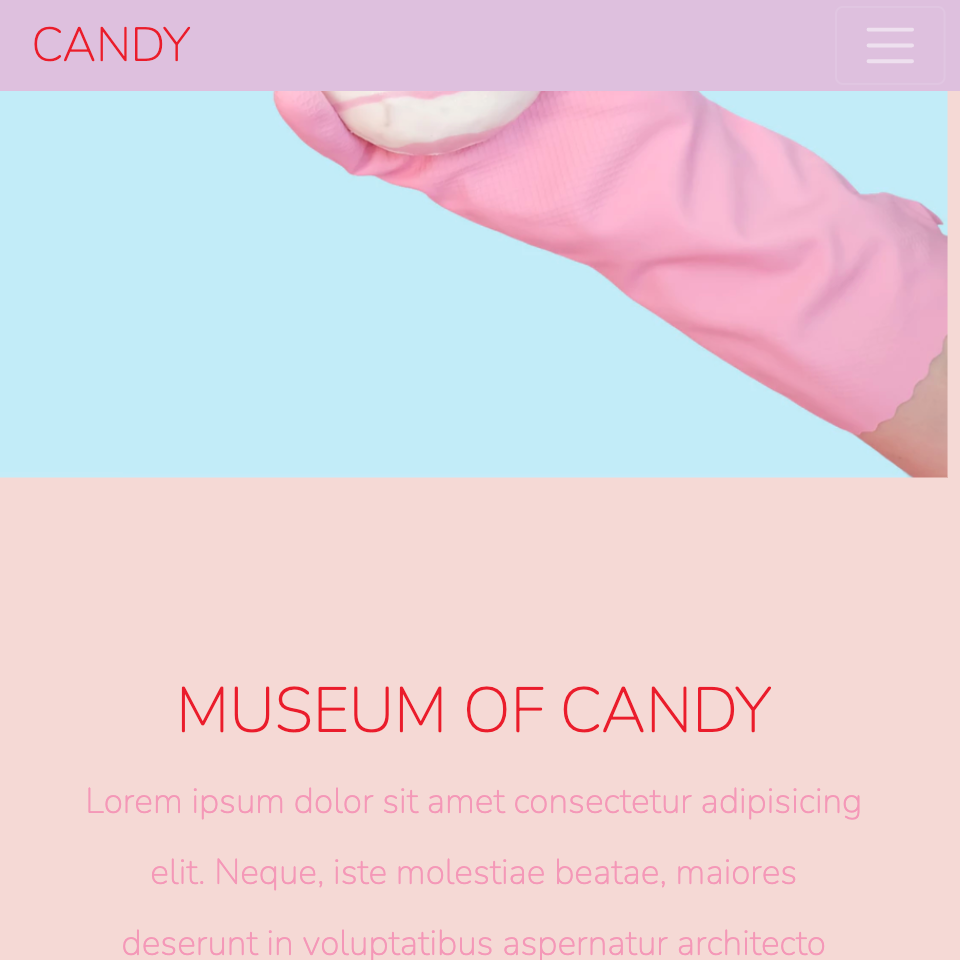 CANDY
MUSEUM OF CANDY
Lorem ipsum dolor sit amet consectetur adipisicing
elit. Neque, iste molestiae beatae, maiores
deserunt in voluptatibus aspernatur architecto